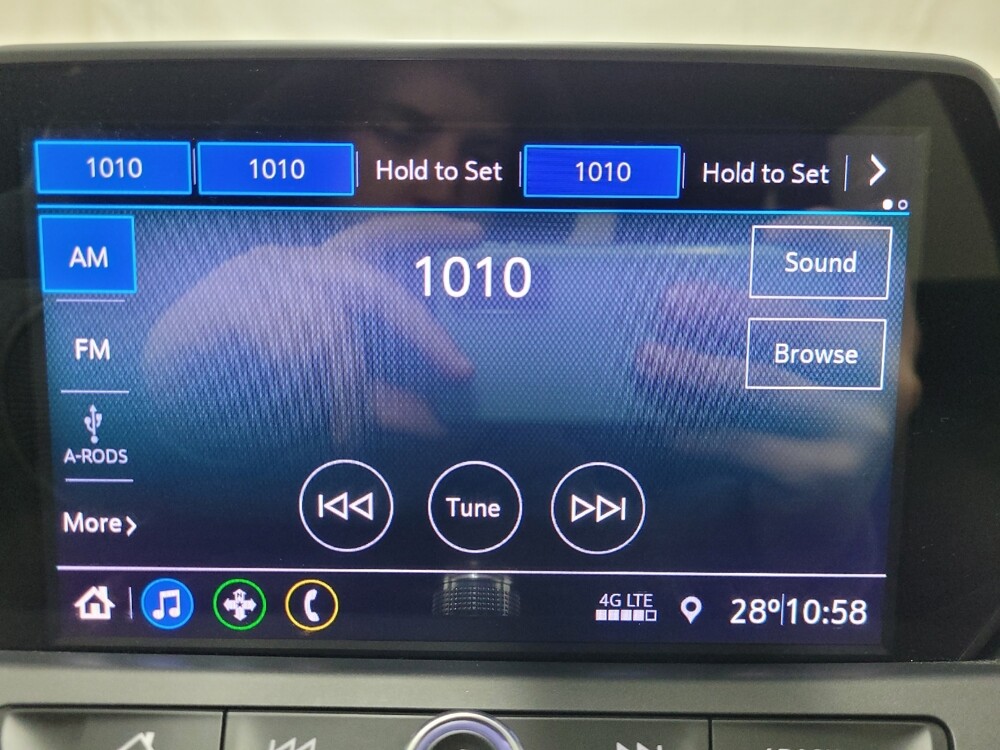 1010 1010 Hold to Set 1010 Hold to Set
AM
1010
Sound
FM
Browse
A-RODS
Tune
More
4G LTE
28° 10:58